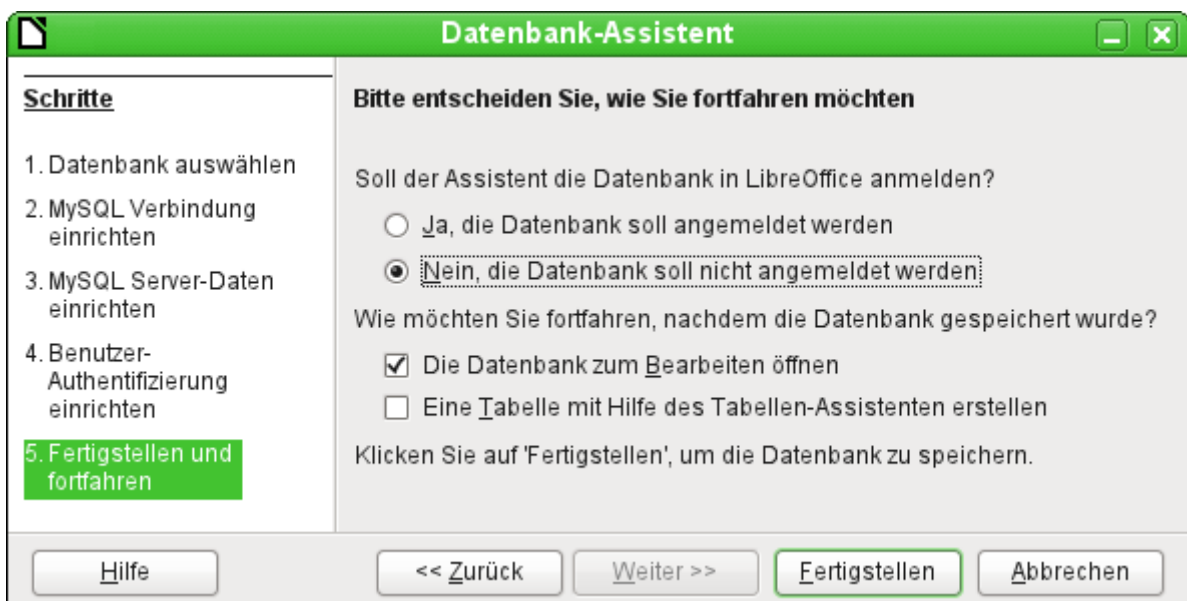 Datenbank-Assistent
Schritte
1. Datenbank auswählen
2. MySQL Verbindung
einrichten
3. MySQL Server-Daten
einrichten
4. Benutzer-
Authentifizierung
einrichten
5. Fertigstellen und
fortfahren
Bitte entscheiden Sie, wie Sie fortfahren möchten
Soll der Assistent die Datenbank in LibreOffice anmelden?
Ja, die Datenbank soll angemeldet werden
Nein, die Datenbank soll nicht angemeldet werden
Wie möchten Sie fortfahren, nachdem die Datenbank gespeichert wurde?
Die Datenbank zum Bearbeiten öffnen
Eine Tabelle mit Hilfe des Tabellen-Assistenten erstellen
Klicken Sie auf 'Fertigstellen', um die Datenbank zu speichern.
Hilfe
<< Zurück
Weiter >>
Fertigstellen
Abbrechen